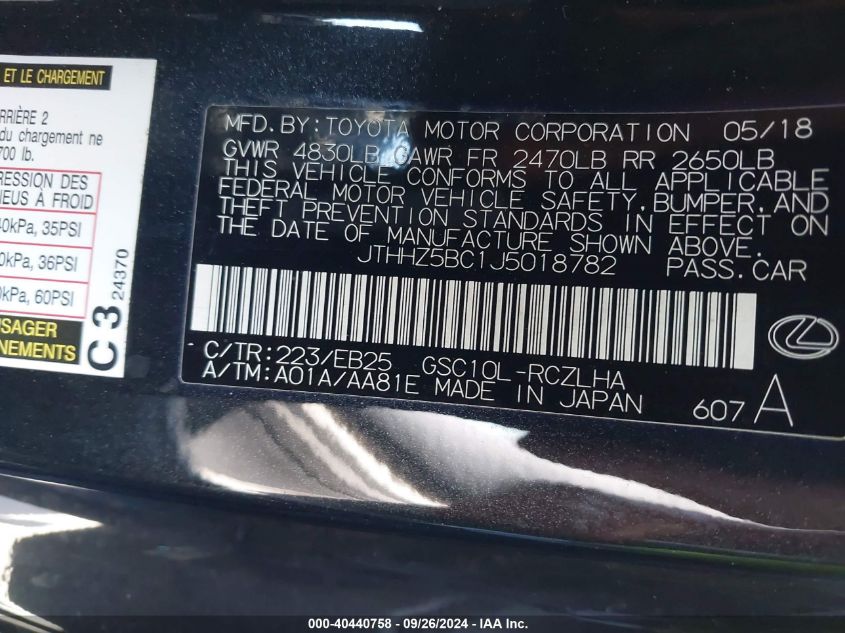 ET LE CHARGEMENT
RRIÈRE 2
du chargement ne
700 lb.
RESSION DES
NEUS À FROID
40kPa, 35PSI
0kPa, 36PSI
0kPa, 60PSI
SAGER
NEMENTS
C3
24370
MFD.BY:TOYOTA MOTOR CORPORATION 05/18
GVWR 4830LB GAWR FR 2470LB RR 2650LB
THIS VEHICLE CONFORMS TO ALL APPLICABLE
FEDERAL MOTOR VEHICLE SAFETY,BUMPER,AND
THEFT PREVENTION STANDARDS IN EFFECT ON
THE DATE OF MANUFACTURE SHOWN ABOVE.
JTHHZ5BC1J5018782 PASS.CAR
C/TR:223/EB25 GSC10L-RCZLHA
A/TM:A01A/AA81E MADE IN JAPAN
607 A
000-40440758 - 09/26/2024 - IAA Inc.